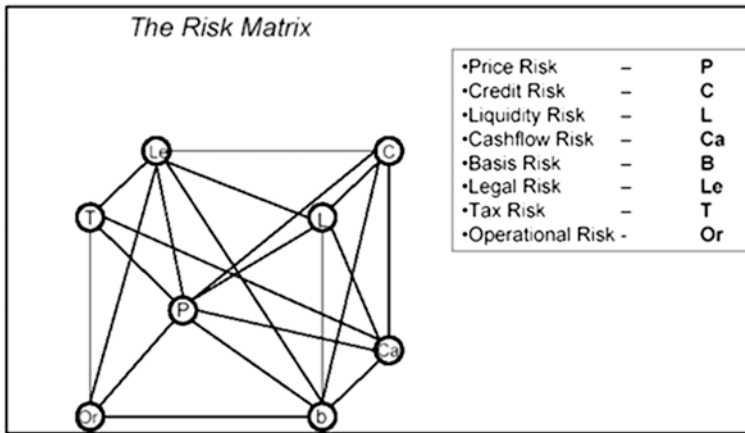 The Risk Matrix
•Price Risk – P
•Credit Risk – C
•Liquidity Risk – L
•Cashflow Risk – Ca
•Basis Risk – B
•Legal Risk – Le
•Tax Risk – T
•Operational Risk - Or
Le C
T L
P
Ca
Or b